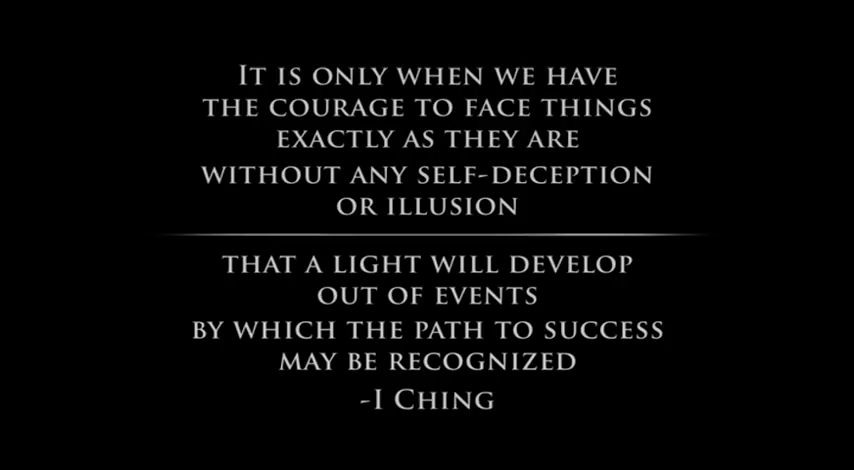 It is only when we have
the courage to face things
exactly as they are
without any self-deception
or illusion
that a light will develop
out of events
by which the path to success
may be recognized
-I Ching